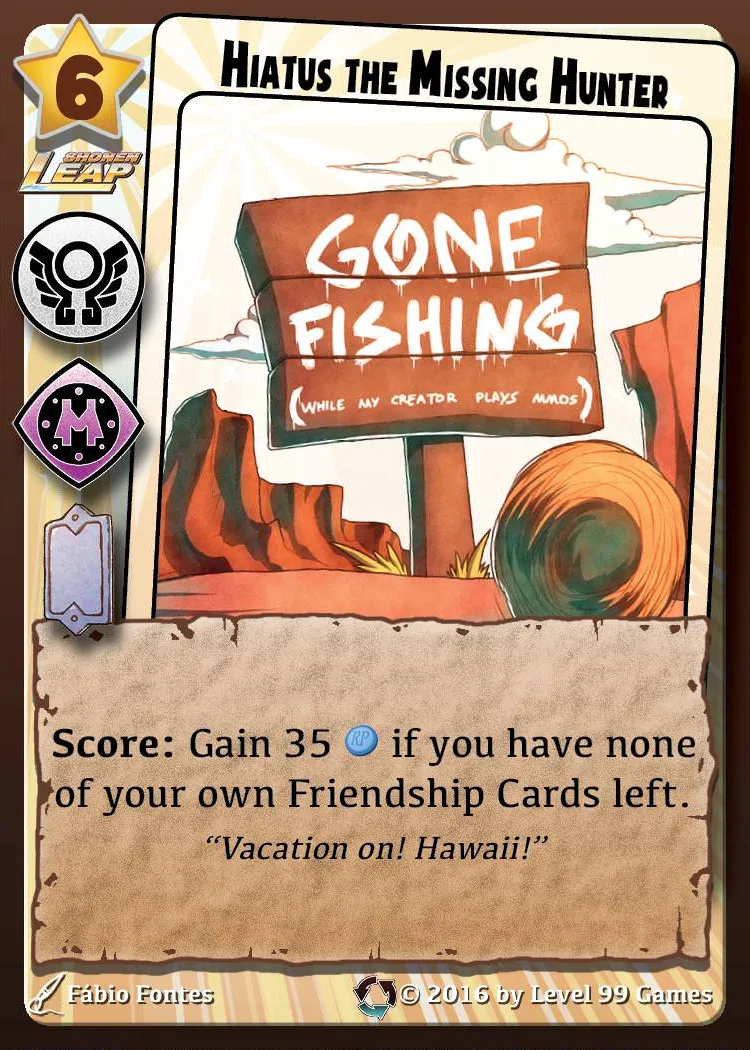 6
Hiatus the Missing Hunter
SHONEN
LEAP
M
GONE
FISHING
(WHILE MY CREATOR PLAYS MMOS)
Score: Gain 35 RP if you have none
of your own Friendship Cards left.
“Vacation on! Hawaii!”
Fábio Fontes
© 2016 by Level 99 Games